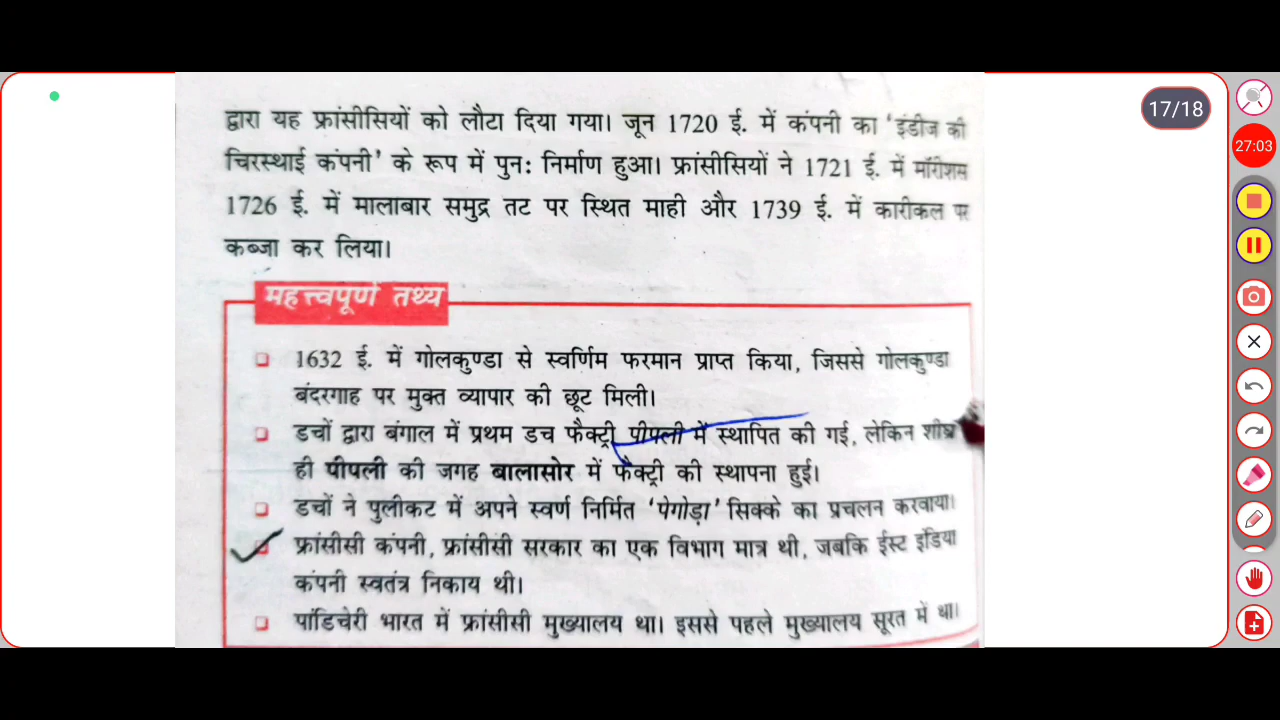 17/18
27:03
द्वारा यह फ्रांसीसियों को लौटा दिया गया। जून 1720 ई. में कंपनी का 'इंडीज की
चिरस्थाई कंपनी' के रूप में पुन: निर्माण हुआ। फ्रांसीसियों ने 1721 ई. में मॉरीशस
1726 ई. में मालाबार समुद्र तट पर स्थित माही और 1739 ई. में कारीकल पर
कब्जा कर लिया।
महत्त्वपूर्ण तथ्य
1632 ई. में गोलकुण्डा से स्वर्णिम फरमान प्राप्त किया, जिससे गोलकुण्डा
बंदरगाह पर मुक्त व्यापार की छूट मिली।
डचों द्वारा बंगाल में प्रथम डच फैक्ट्री पीपली में स्थापित की गई, लेकिन शीघ्र
ही पीपली की जगह बालासोर में फैक्ट्री की स्थापना हुई।
डचों ने पुलीकट में अपने स्वर्ण निर्मित 'पेगोड़ा' सिक्के का प्रचलन करवाया।
फ्रांसीसी कंपनी, फ्रांसीसी सरकार का एक विभाग मात्र थी, जबकि ईस्ट इंडिया
कंपनी स्वतंत्र निकाय थी।
पांडिचेरी भारत में फ्रांसीसी मुख्यालय था। इससे पहले मुख्यालय सूरत में था।